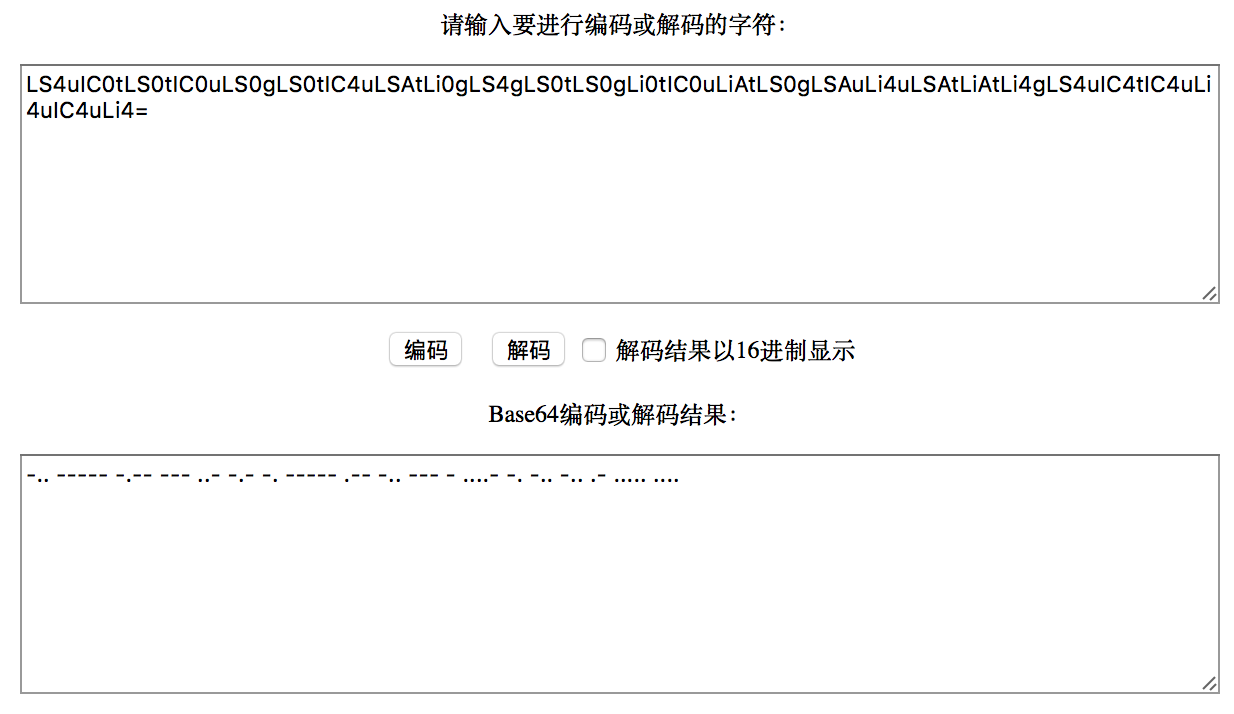 请输入要进行编码或解码的字符：
LS4uIC0tLS0tIC0uLS0gLS0tIC4uLSAtLi0gLS4gLS0tLS0gLi0tIC0uLiAtLS0gLSAuLi4uLSAtLiAtLi4gLS4uIC4tIC4uLi
4uIC4uLi4=
编码 解码 解码结果以16进制显示
Base64编码或解码结果：
-.. ----- -.-- --- ..- -.- -. ----- .-- -.. --- - ....- -. -.. -.. .- ..... ....